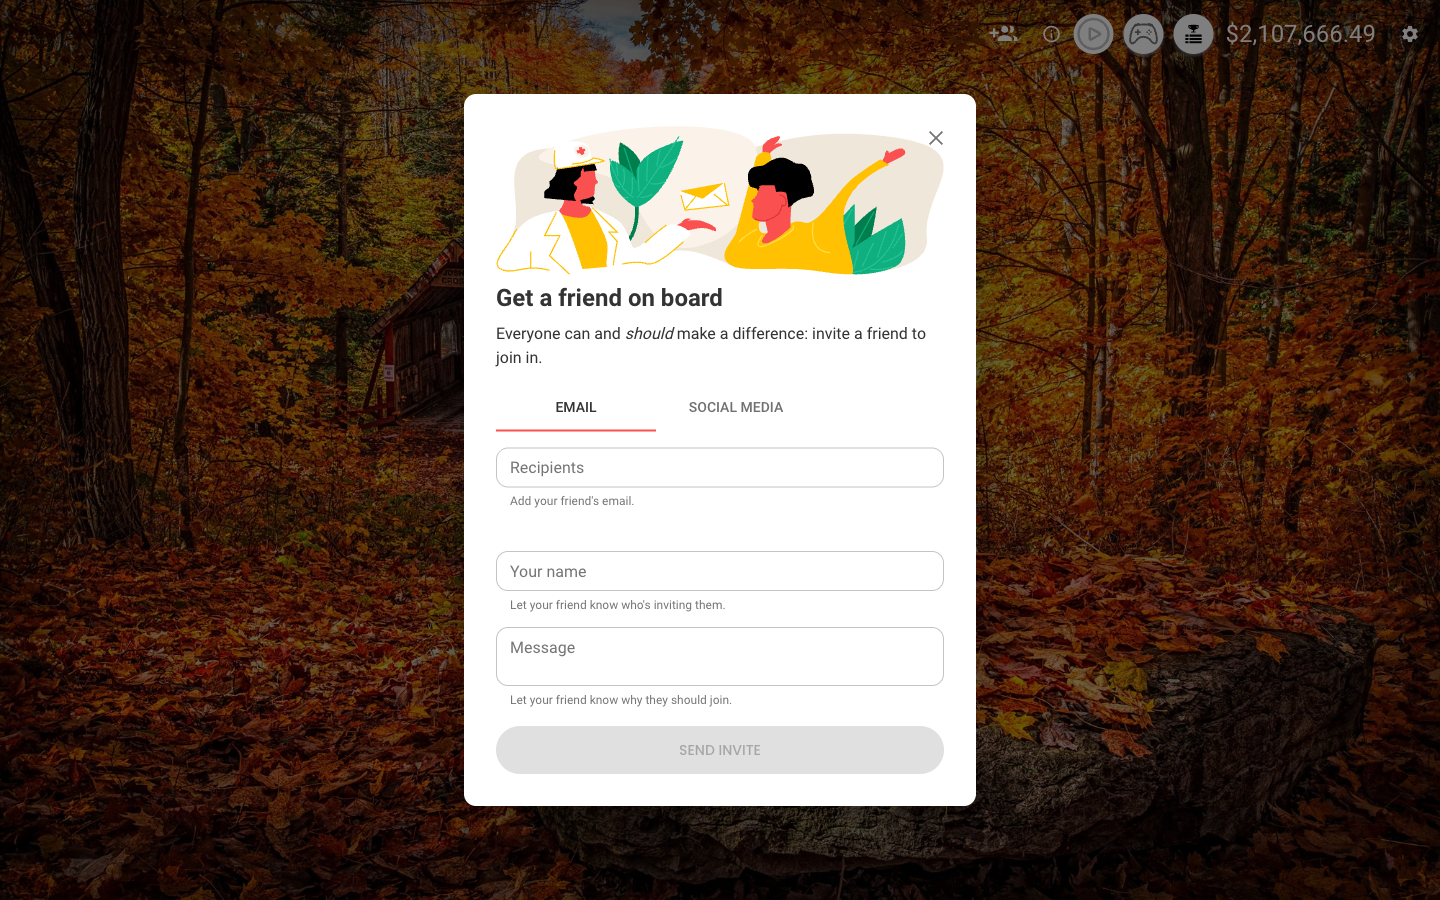 $2,107,666.49
Get a friend on board
Everyone can and should make a difference: invite a friend to
join in.
EMAIL
SOCIAL MEDIA
Recipients
Add your friend's email.
Your name
Let your friend know who's inviting them.
Message
Let your friend know why they should join.
SEND INVITE